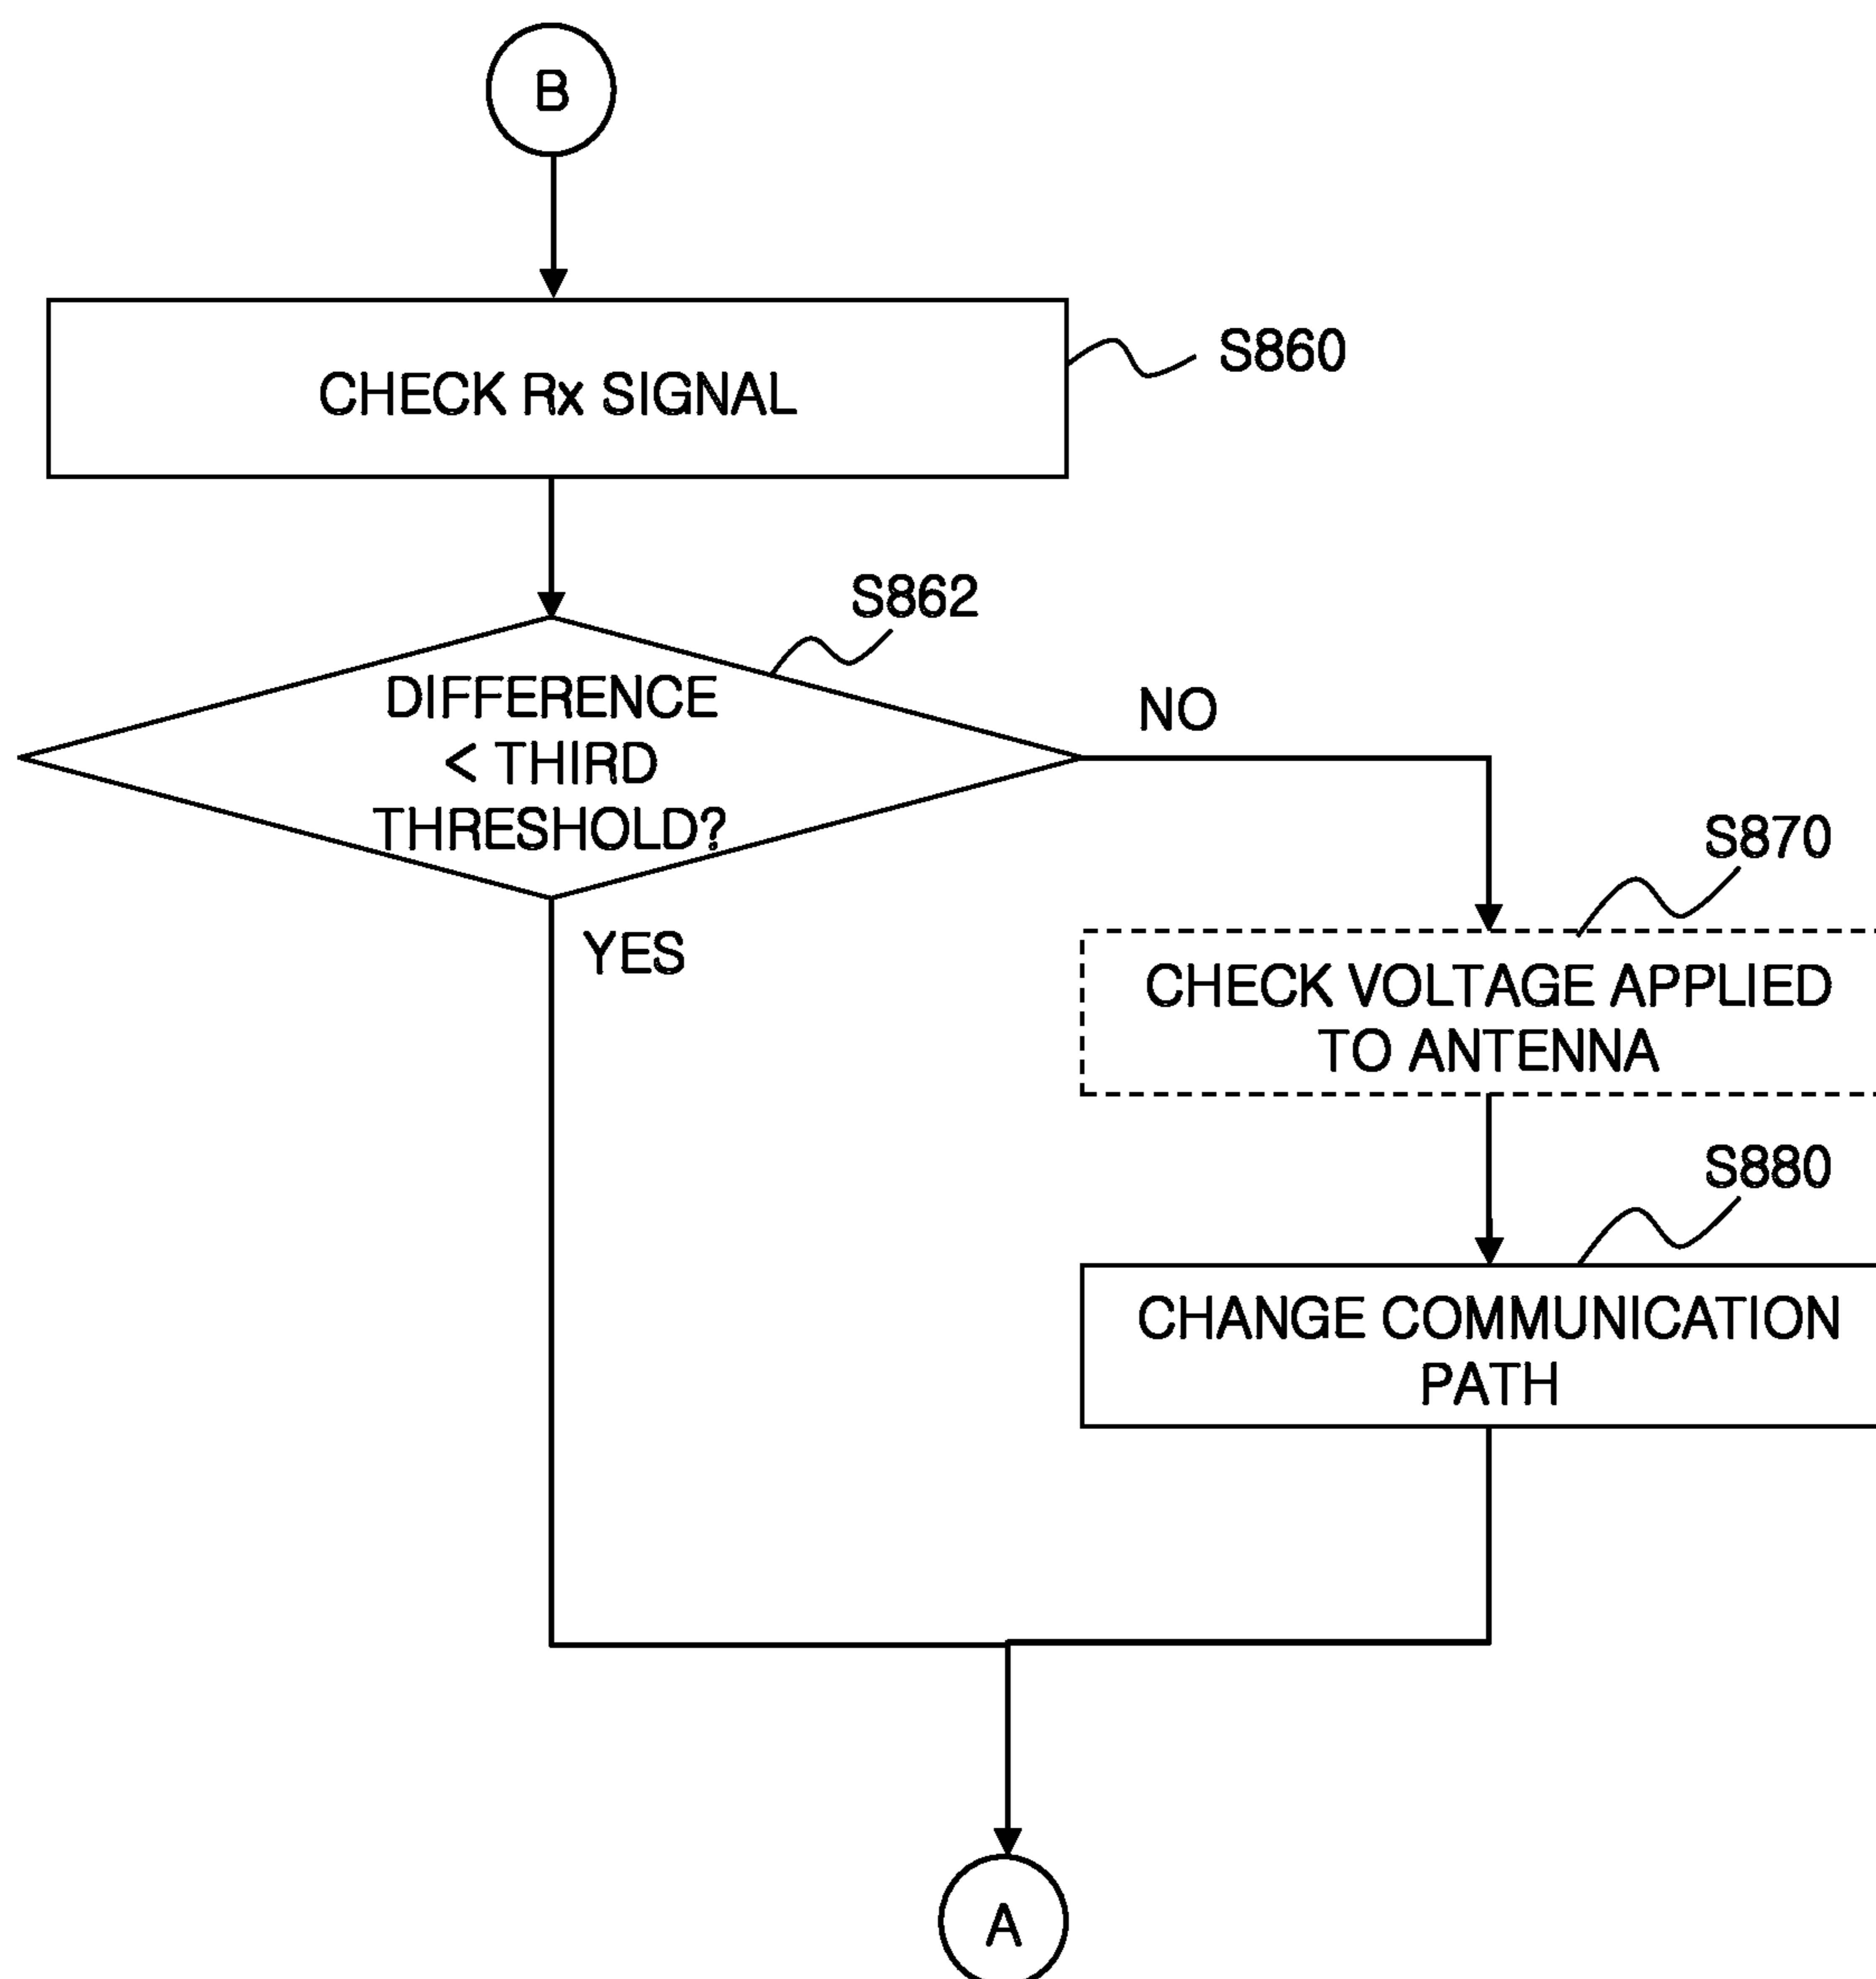 B
CHECK Rx SIGNAL
S860
S862
DIFFERENCE
< THIRD
THRESHOLD?
NO
YES
S870
CHECK VOLTAGE APPLIED
TO ANTENNA
S880
CHANGE COMMUNICATION
PATH
A